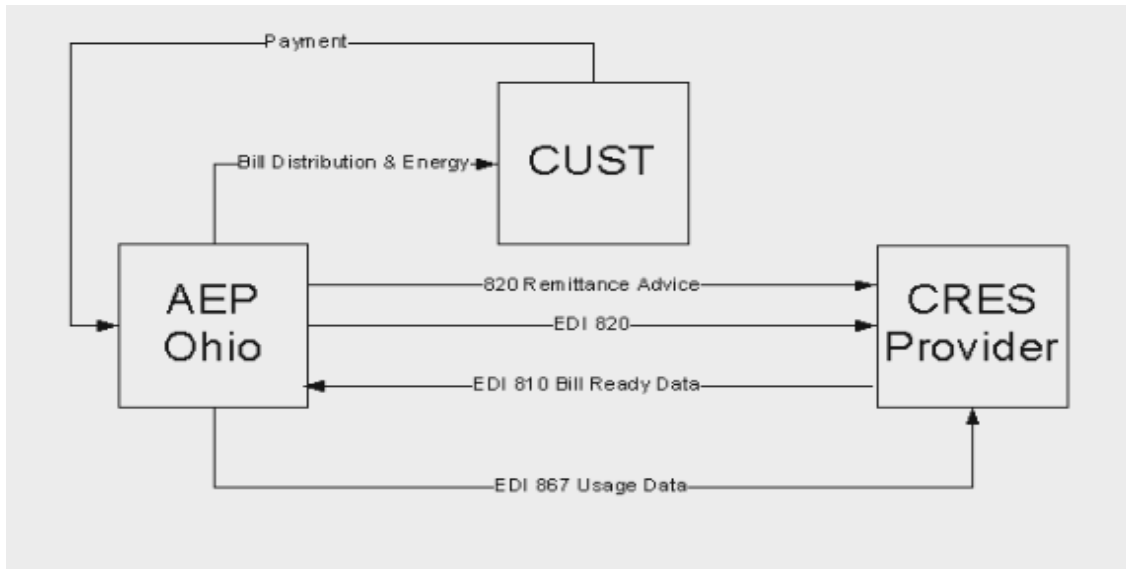 Payment
CUST
Bill Distribution & Energy
AEP
Ohio
820 Remittance Advice
EDI 820
EDI 810 Bill Ready Data
CRES
Provider
EDI 867 Usage Data